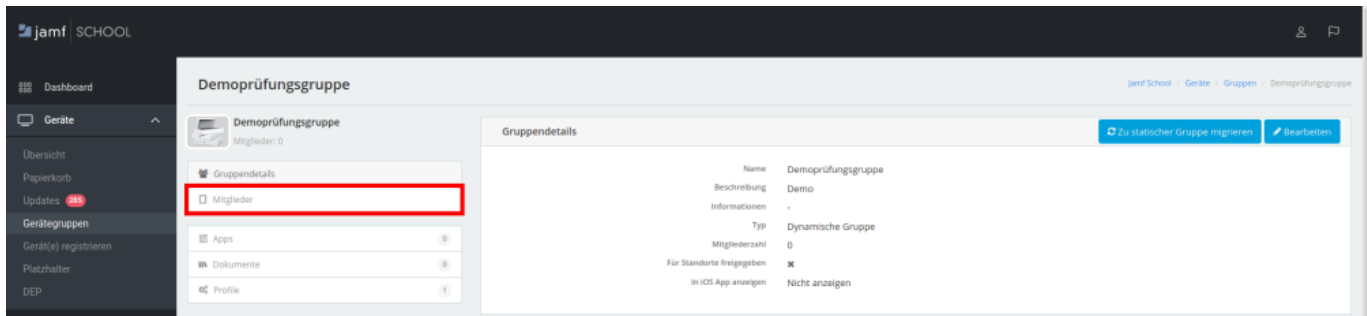 jamf SCHOOL
Dashboard
Geräte
Übersicht
Papierkorb
Updates 285
Gerätegruppen
Gerät(e) registrieren
Platzhalter
DEP
Demoprüfungsgruppe
Jamf School / Geräte / Gruppen / Demoprüfungsgruppe
Demoprüfungsgruppe
Mitglieder: 0
Gruppendetails
Mitglieder
Apps 0
Dokumente 0
Profile 1
Gruppendetails
Zu statischer Gruppe migrieren
Bearbeiten
Name Demoprüfungsgruppe
Beschreibung Demo
Informationen -
Typ Dynamische Gruppe
Mitgliederzahl 0
Für Standorte freigegeben
In iOS App anzeigen Nicht anzeigen